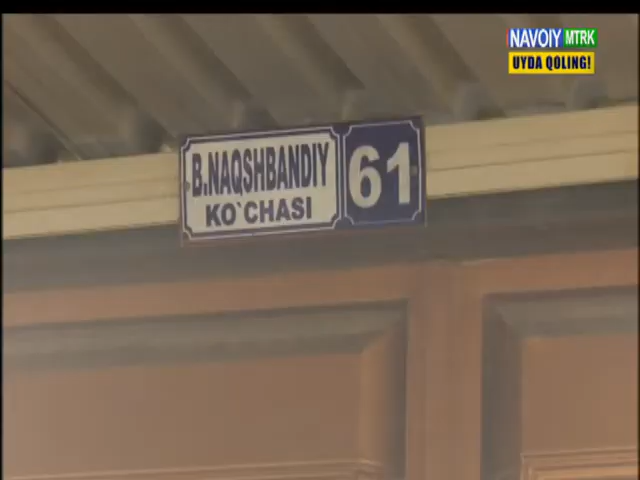 NAVOIY MTRK
UYDA QOLING!
B.NAQSHBANDIY
KO`CHASI
61